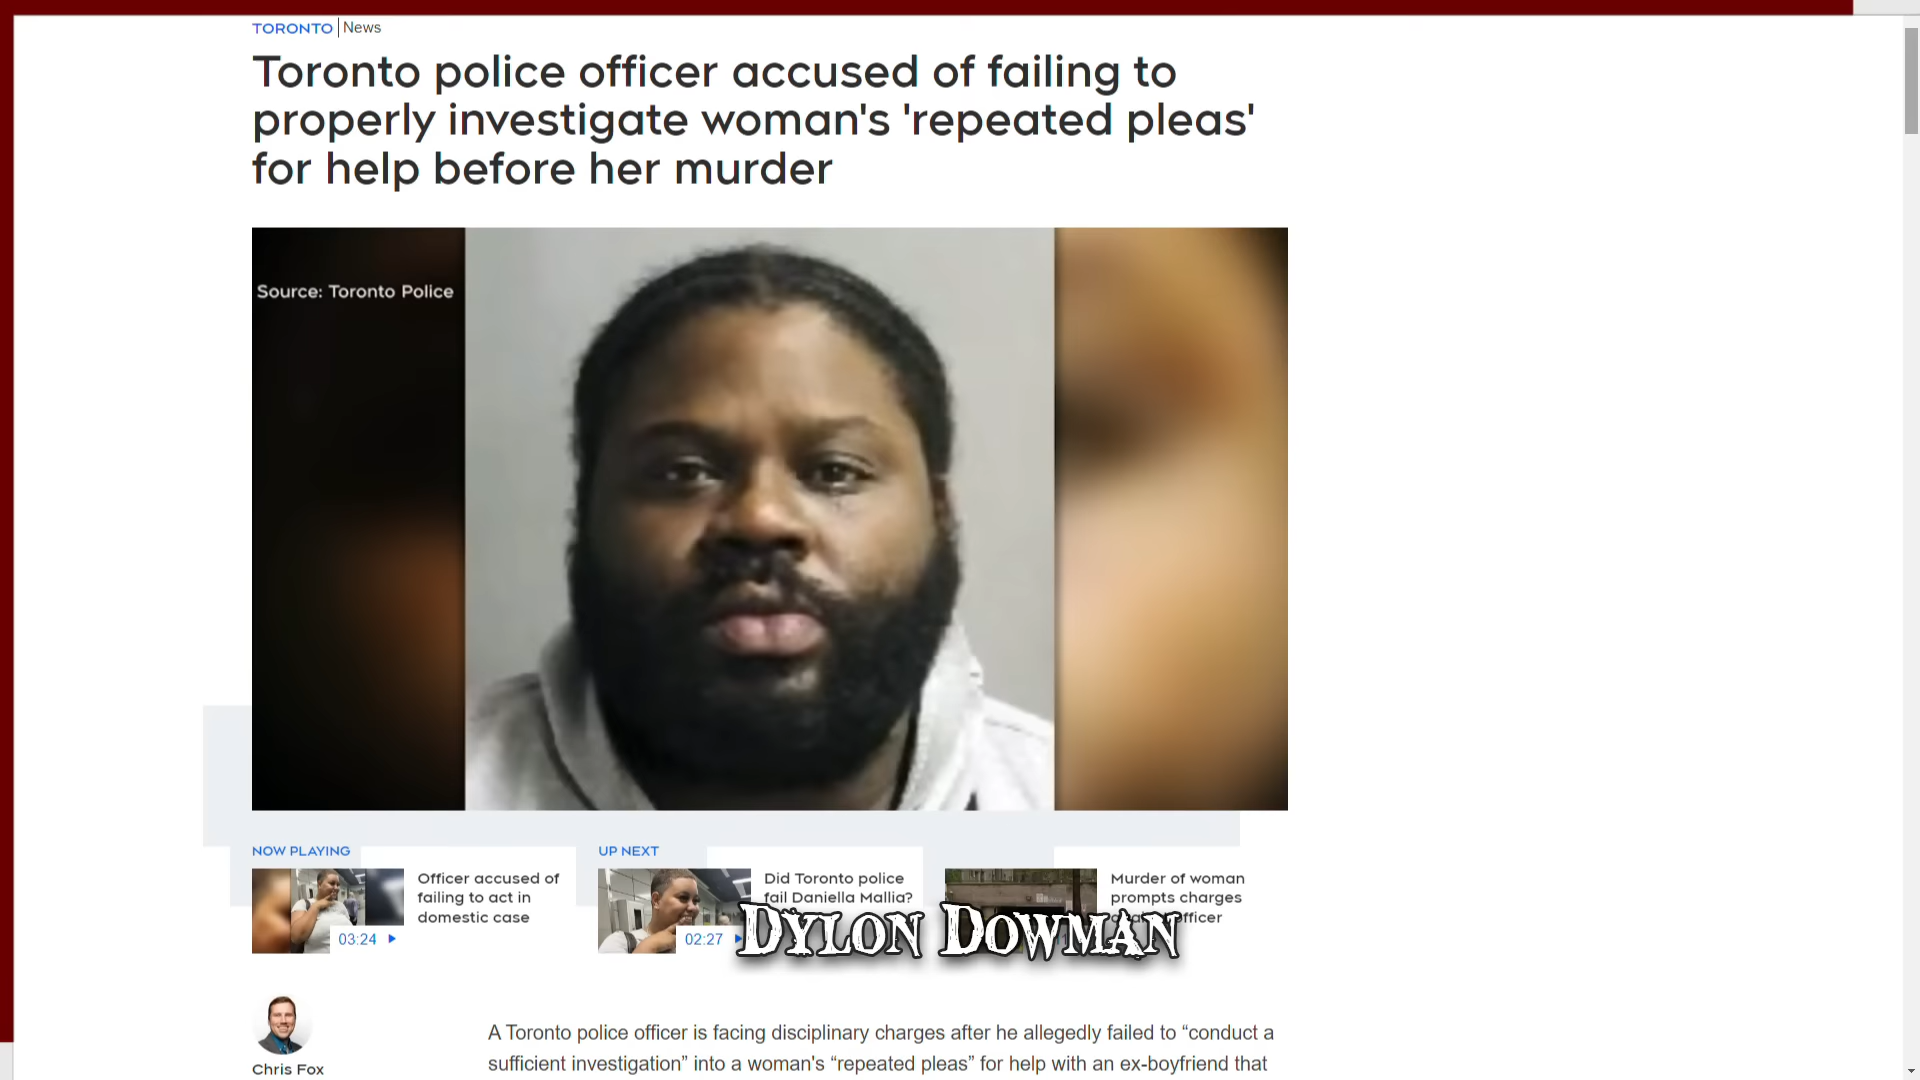 TORONTO | News
Toronto police officer accused of failing to
properly investigate woman's 'repeated pleas'
for help before her murder
Source: Toronto Police
NOW PLAYING
Officer accused of
failing to act in
domestic case
03:24
UP NEXT
Did Toronto police
fail Daniella Mallia?
02:27
Murder of woman
prompts charges
officer
DYLON DOWMAN
Chris Fox
A Toronto police officer is facing disciplinary charges after he allegedly failed to “conduct a
sufficient investigation” into a woman's “repeated pleas” for help with an ex-boyfriend that